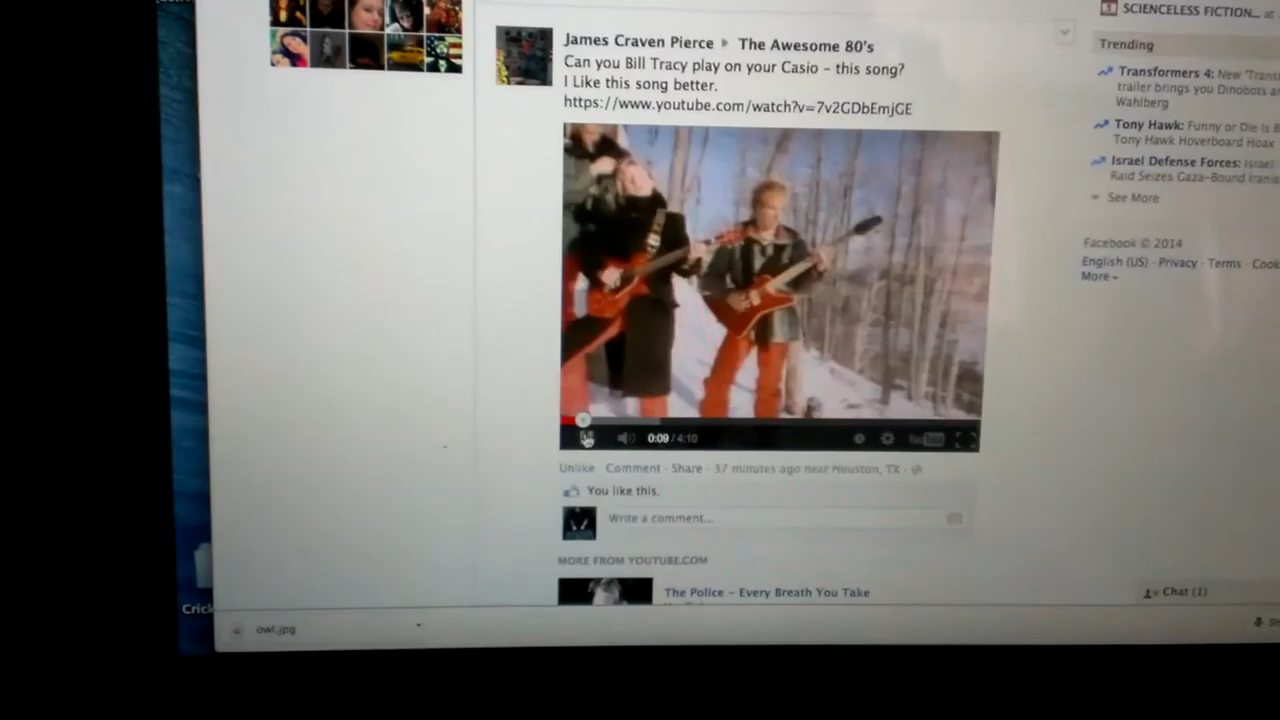 SCIENCELESS FICTION... at
James Craven Pierce ▸ The Awesome 80's
Can you Bill Tracy play on your Casio - this song?
I Like this song better.
https://www.youtube.com/watch?v=7v2GDbEmjGE
Trending
Transformers 4: New
trailer brings you Dinobots
Wahlberg
Tony Hawk: Funny or Die Is
Tony Hawk Hoverboard Hoax
Israel Defense Forces:
Raid Seizes Gaza-Bound
See More
Facebook © 2014
English (US) · Privacy · Terms
More
0:09 / 4:10
YouTube
Unlike · Comment · Share · 37 minutes ago near Houston, TX ·
You like this.
Write a comment...
MORE FROM YOUTUBE.COM
The Police - Every Breath You Take
Chat (1)
Crick
owl.jpg